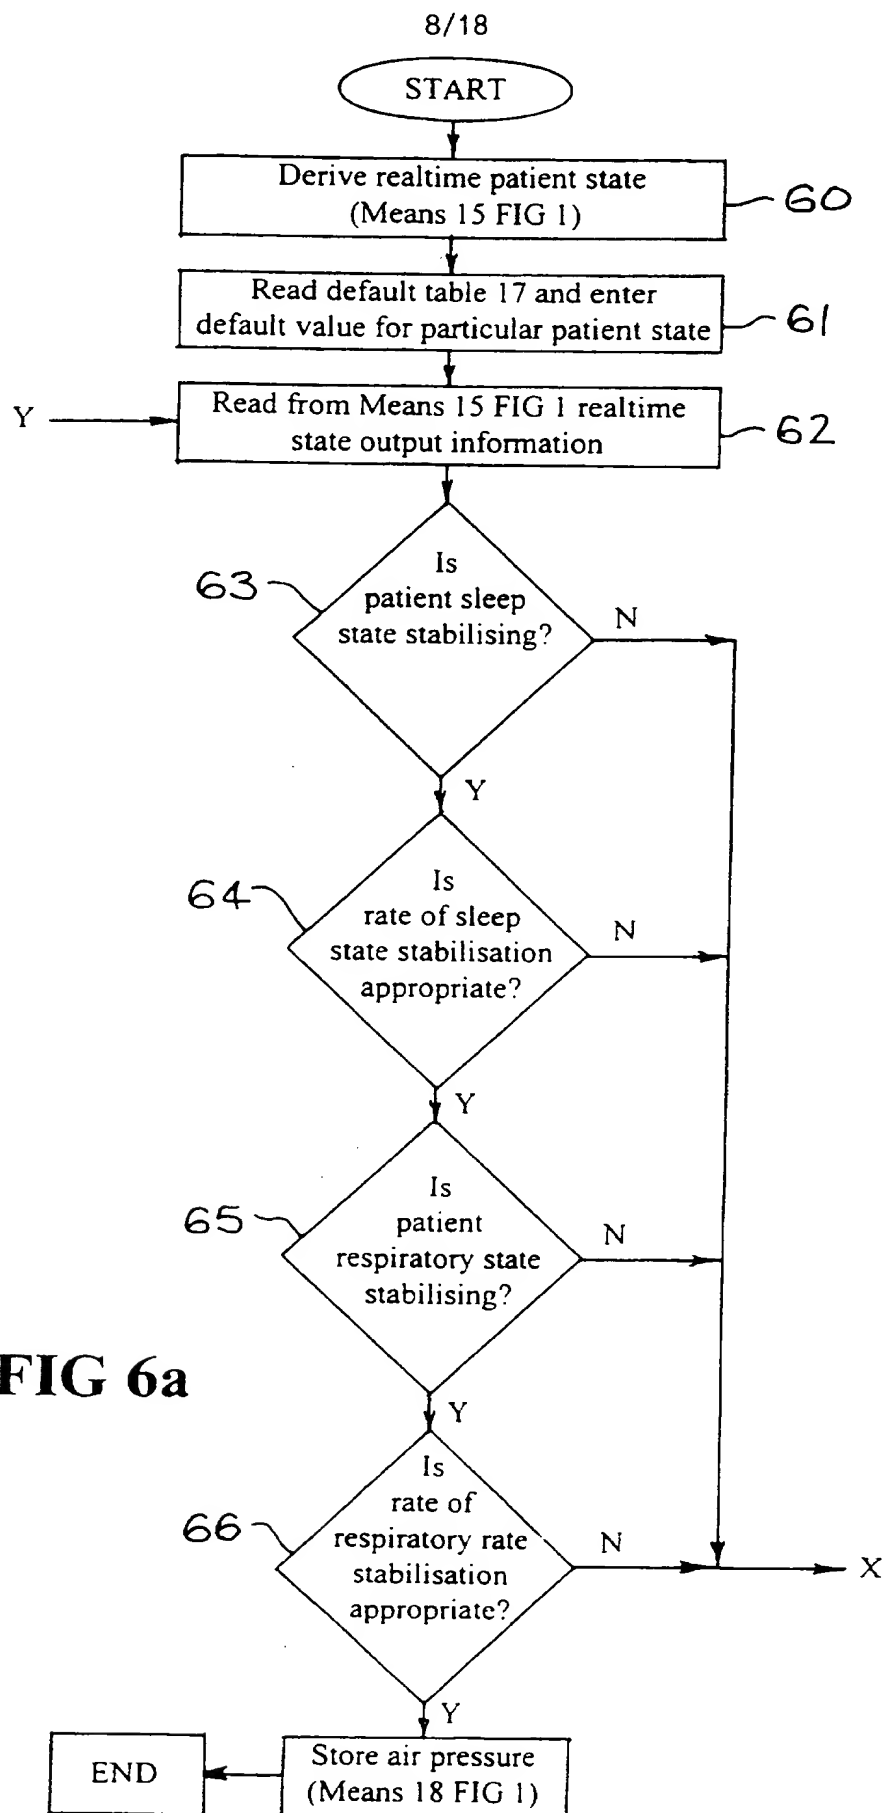 8/18
START
Derive realtime patient state
(Means 15 FIG 1)
60
Read default table 17 and enter
default value for particular patient state
61
Y
Read from Means 15 FIG 1 realtime
state output information
62
63
Is
patient sleep
state stabilising?
N
Y
64
Is
rate of sleep
state stabilisation
appropriate?
N
Y
65
Is
patient
respiratory state
stabilising?
N
FIG 6a
Y
66
Is
rate of
respiratory rate
stabilisation
appropriate?
N
X
Y
END
Store air pressure
(Means 18 FIG 1)